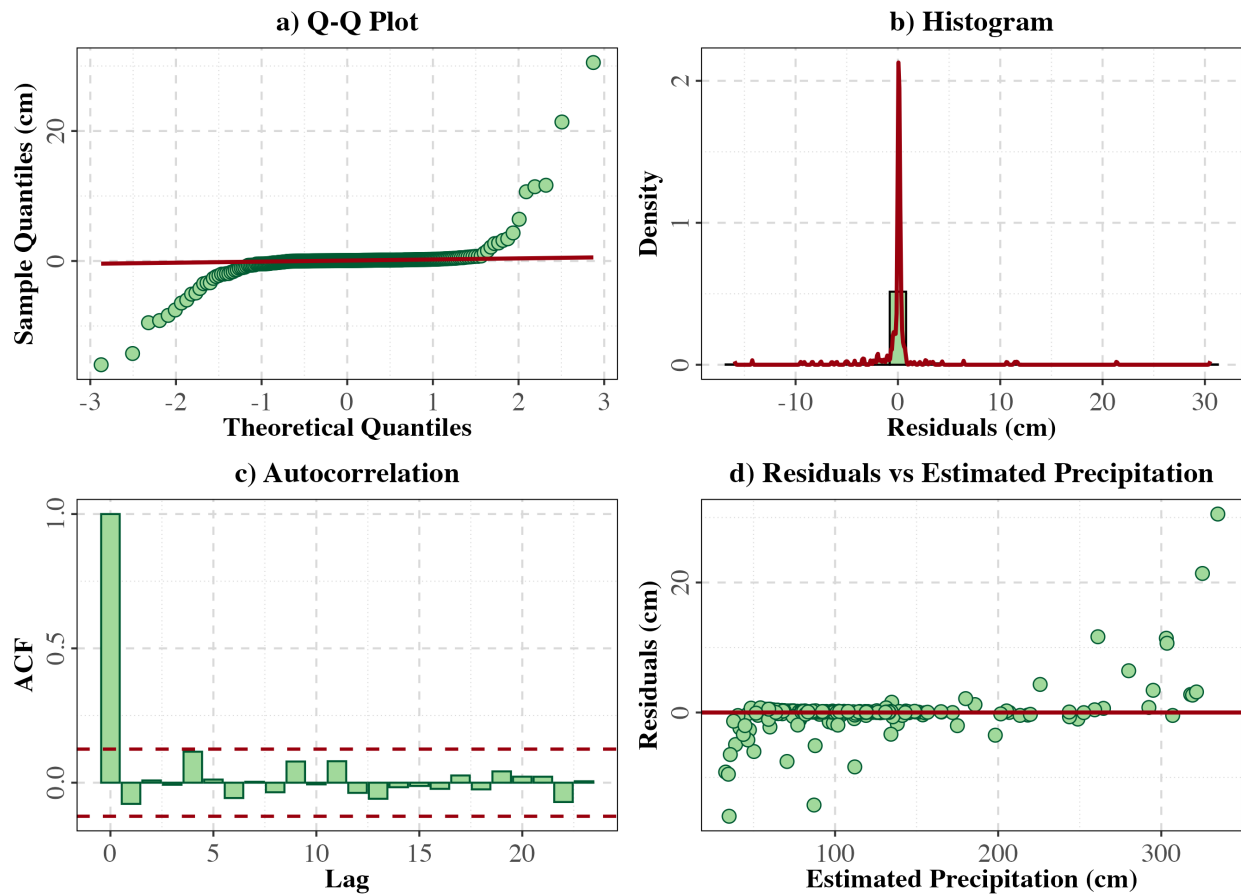 a) Q-Q Plot
Sample Quantiles (cm)
20
0
-3 -2 -1 0 1 2 3
Theoretical Quantiles
b) Histogram
Density
2
1
0
-10 0 10 20 30
Residuals (cm)
c) Autocorrelation
ACF
1.0
0.5
0.0
0 5 10 15 20
Lag
d) Residuals vs Estimated Precipitation
Residuals (cm)
20
0
100 200 300
Estimated Precipitation (cm)